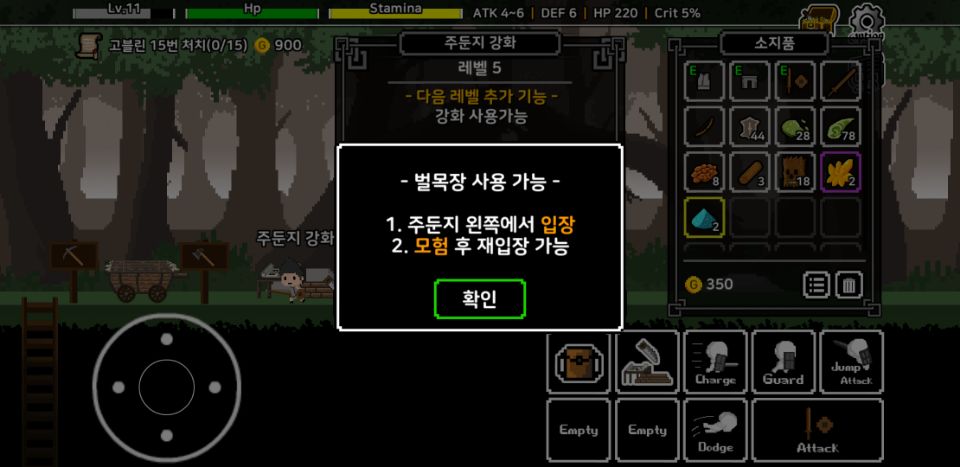 Lv.11
Hp
Stamina
ATK 4~6 | DEF 6 | HP 220 | Crit 5%
고블린 15번 처치(0/15) G 900
주둔지 강화
레벨 5
- 다음 레벨 추가 기능 -
강화 사용가능
소지품
E
E
E
44
28
78
8
3
18
2
2
G 350
주둔지 강화
- 벌목장 사용 가능 -
1. 주둔지 왼쪽에서 입장
2. 모험 후 재입장 가능
확인
Charge
Guard
Jump Attack
Empty
Empty
Dodge
Attack